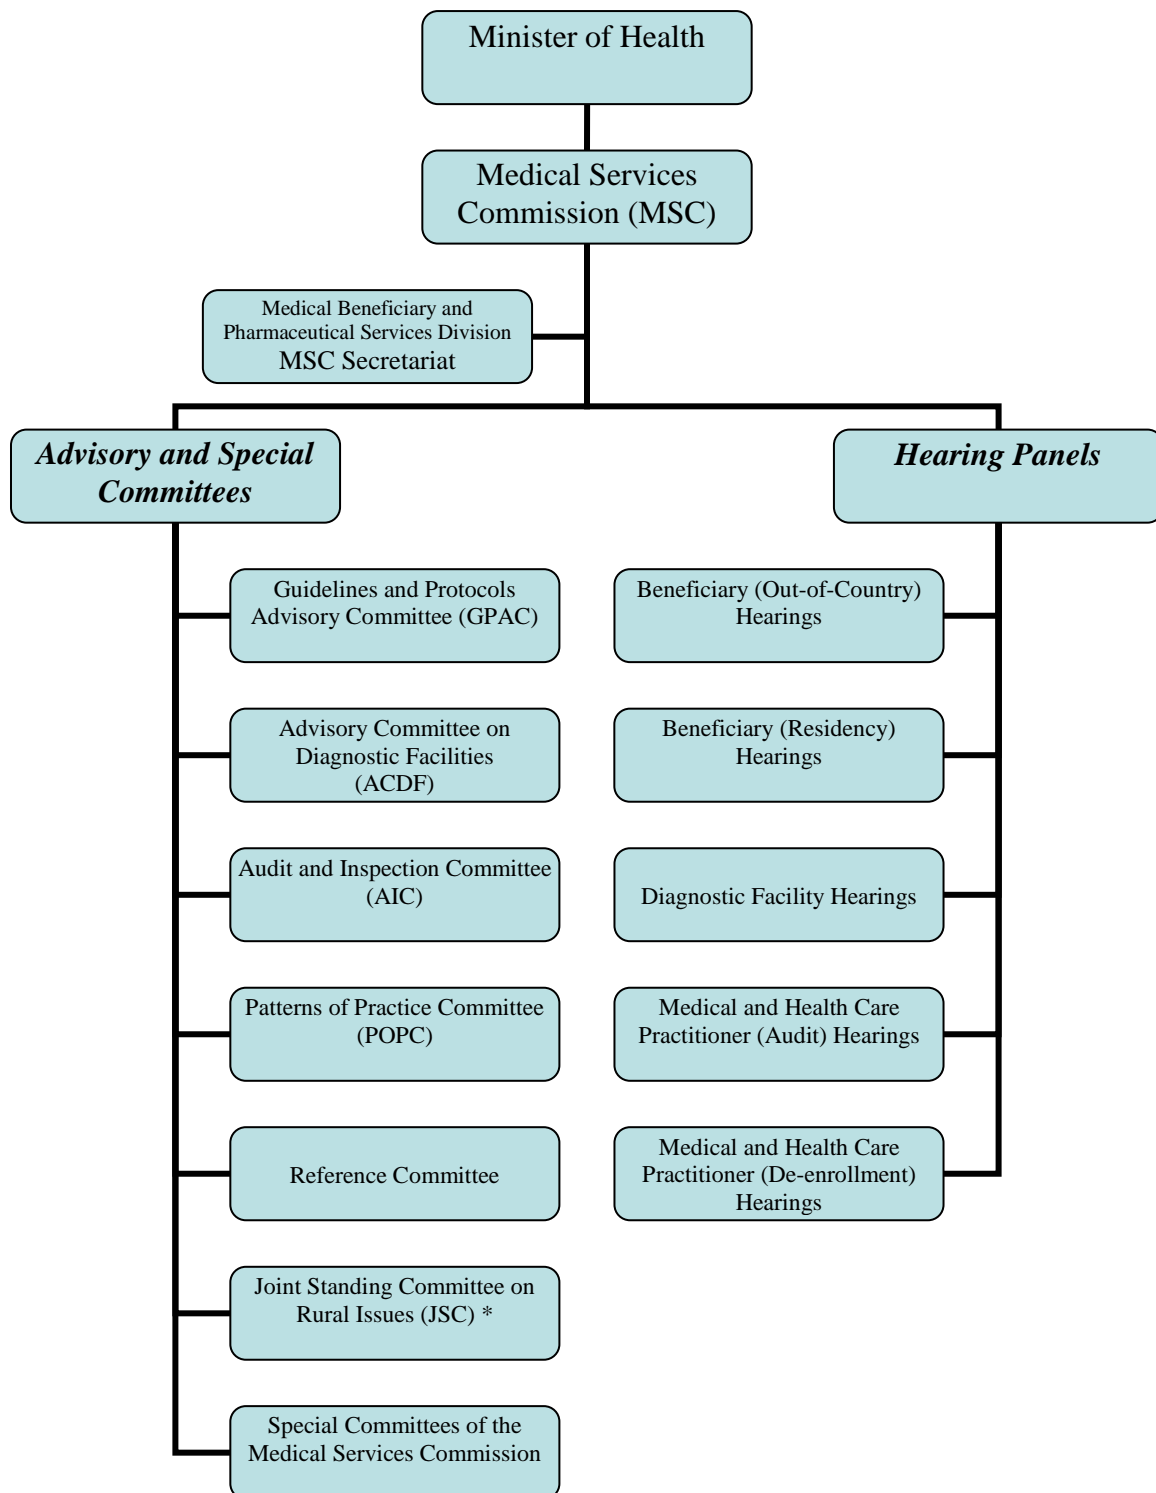 Minister of Health
Medical Services
Commission (MSC)
Medical Beneficiary and
Pharmaceutical Services Division
MSC Secretariat
Advisory and Special
Committees
Hearing Panels
Guidelines and Protocols
Advisory Committee (GPAC)
Advisory Committee on
Diagnostic Facilities
(ACDF)
Audit and Inspection Committee
(AIC)
Patterns of Practice Committee
(POPC)
Reference Committee
Joint Standing Committee on
Rural Issues (JSC) *
Special Committees of the
Medical Services Commission
Beneficiary (Out-of-Country)
Hearings
Beneficiary (Residency)
Hearings
Diagnostic Facility Hearings
Medical and Health Care
Practitioner (Audit) Hearings
Medical and Health Care
Practitioner (De-enrollment)
Hearings